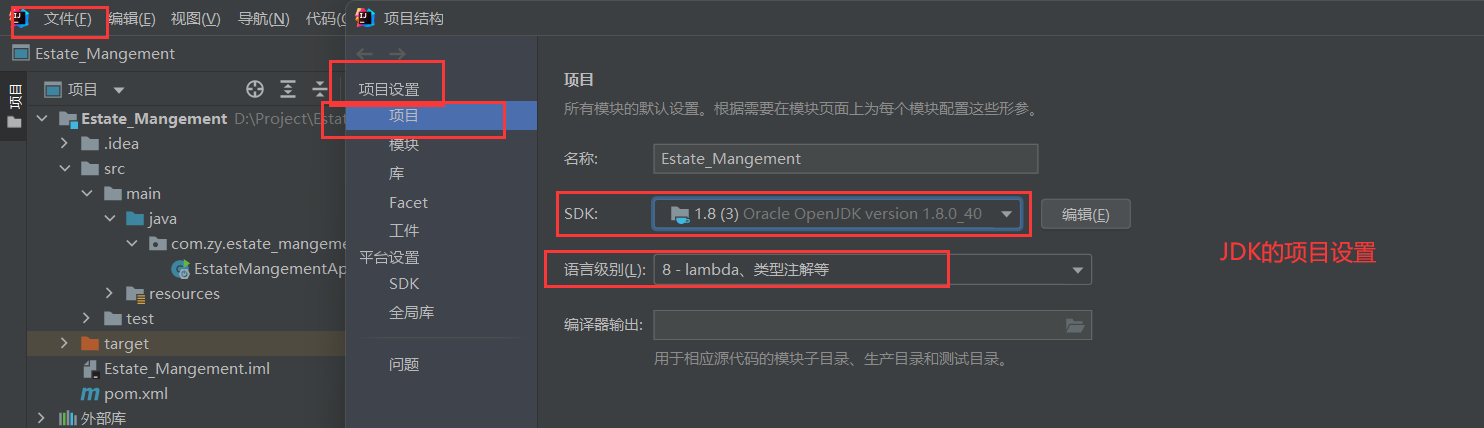 文件(F) 编辑(E) 视图(V) 导航(N) 代码(C
项目结构
Estate_Mangement
项目
项目
Estate_Mangement D:\Project\Estat
.idea
src
main
java
com.zy.estate_mangeme
EstateMangementAp
resources
test
target
Estate_Mangement.iml
pom.xml
外部库
项目设置
项目
模块
库
Facet
工件
平台设置
SDK
全局库
问题
项目
所有模块的默认设置。根据需要在模块页面上为每个模块配置这些形参。
名称: Estate_Mangement
SDK: 1.8 (3) Oracle OpenJDK version 1.8.0_40 编辑(E)
语言级别(L): 8 - lambda、类型注解等
编译器输出:
用于相应源代码的模块子目录、生产目录和测试目录。
JDK的项目设置